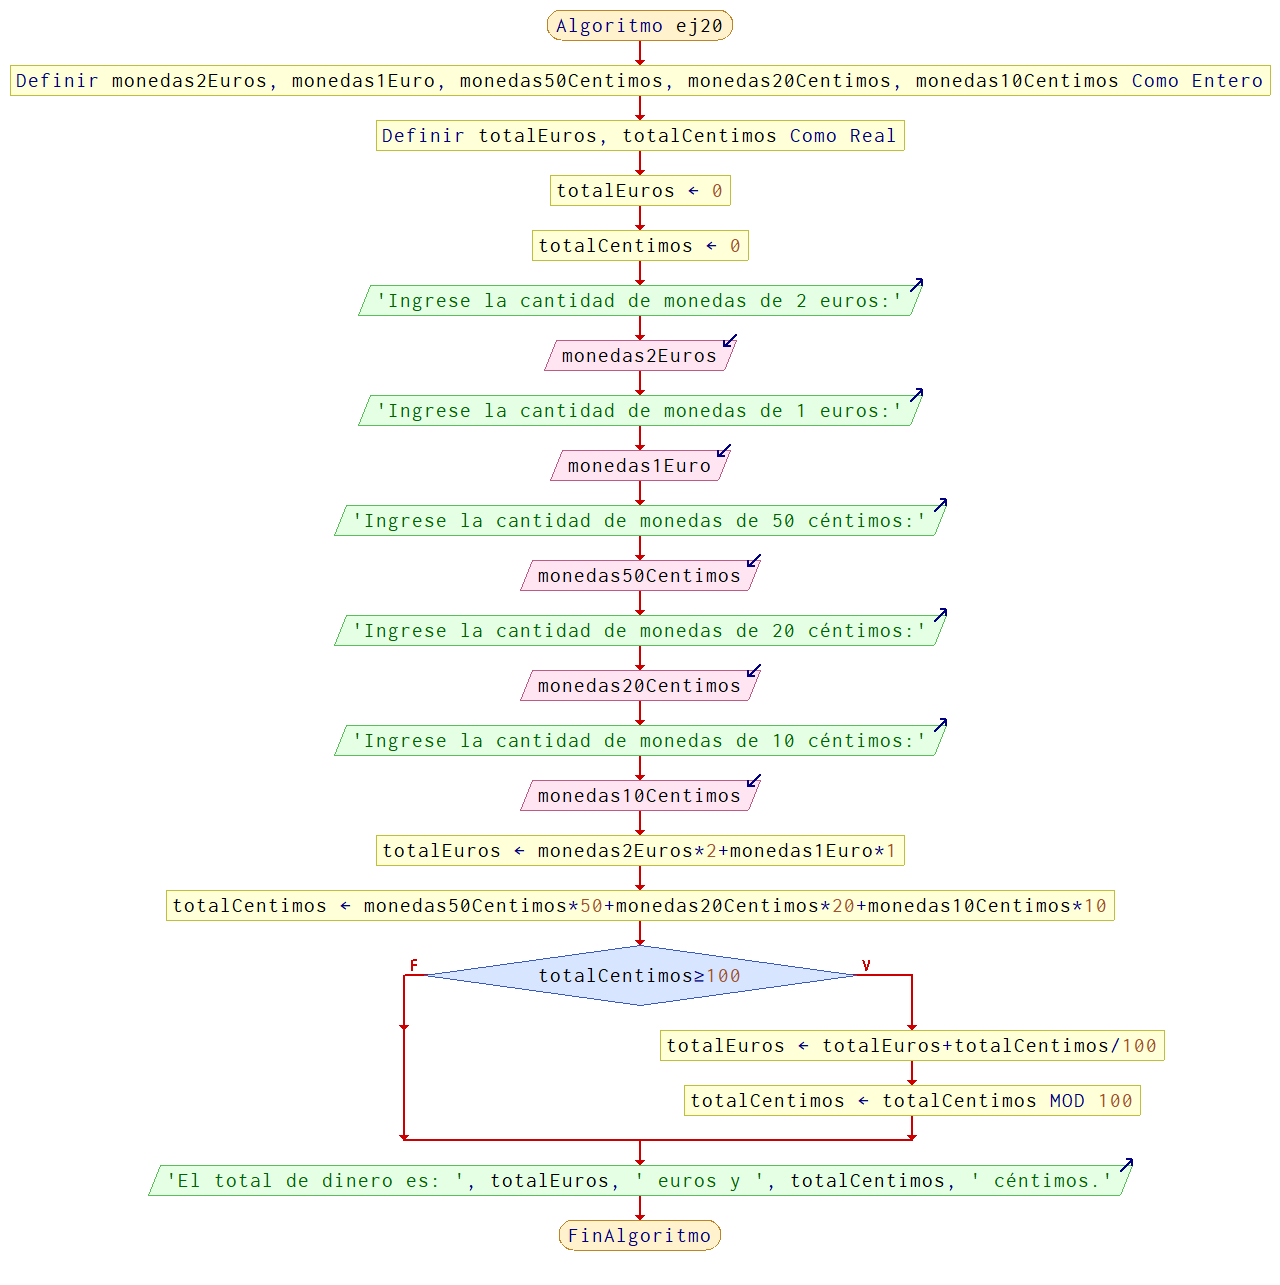 Algoritmo ej20
Definir monedas2Euros, monedas1Euro, monedas50Centimos, monedas20Centimos, monedas10Centimos Como Entero
Definir totalEuros, totalCentimos Como Real
totalEuros ← 0
totalCentimos ← 0
'Ingrese la cantidad de monedas de 2 euros:'
monedas2Euros
'Ingrese la cantidad de monedas de 1 euros:'
monedas1Euro
'Ingrese la cantidad de monedas de 50 céntimos:'
monedas50Centimos
'Ingrese la cantidad de monedas de 20 céntimos:'
monedas20Centimos
'Ingrese la cantidad de monedas de 10 céntimos:'
monedas10Centimos
totalEuros ← monedas2Euros*2+monedas1Euro*1
totalCentimos ← monedas50Centimos*50+monedas20Centimos*20+monedas10Centimos*10
F
V
totalCentimos≥100
totalEuros ← totalEuros+totalCentimos/100
totalCentimos ← totalCentimos MOD 100
'El total de dinero es: ', totalEuros, ' euros y ', totalCentimos, ' céntimos.'
FinAlgoritmo